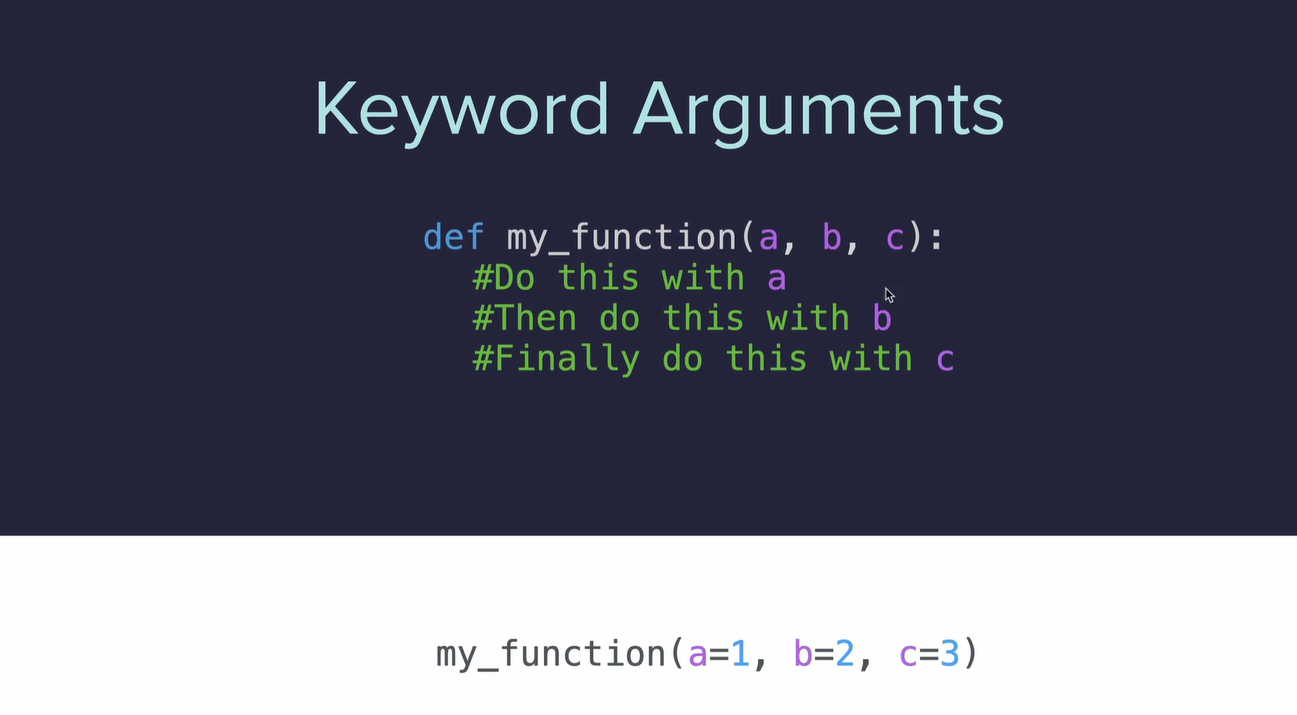 Keyword Arguments
def my_function(a, b, c):
#Do this with a
#Then do this with b
#Finally do this with c
my_function(a=1, b=2, c=3)